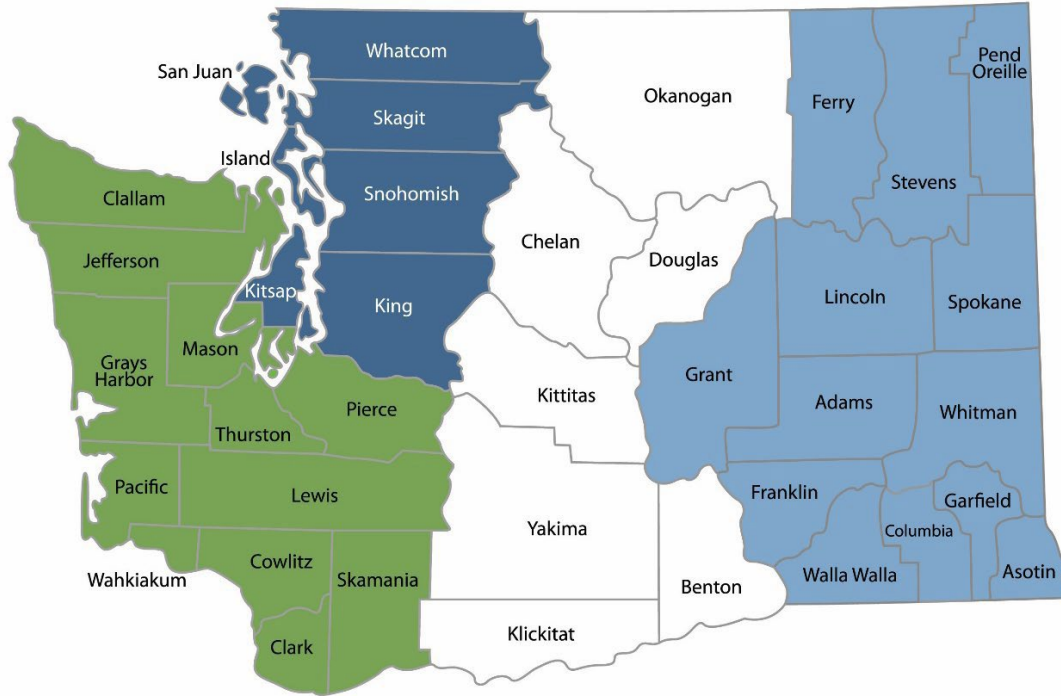 Whatcom
San Juan
Pend
Oreille
Okanogan
Ferry
Skagit
Island
Stevens
Clallam
Snohomish
Chelan
Douglas
Jefferson
Kitsap
King
Lincoln
Spokane
Mason
Grays
Harbor
Grant
Kittitas
Adams
Pierce
Whitman
Thurston
Pacific
Lewis
Franklin
Garfield
Yakima
Columbia
Cowlitz
Wahkiakum
Skamania
Benton
Walla Walla
Asotin
Klickitat
Clark